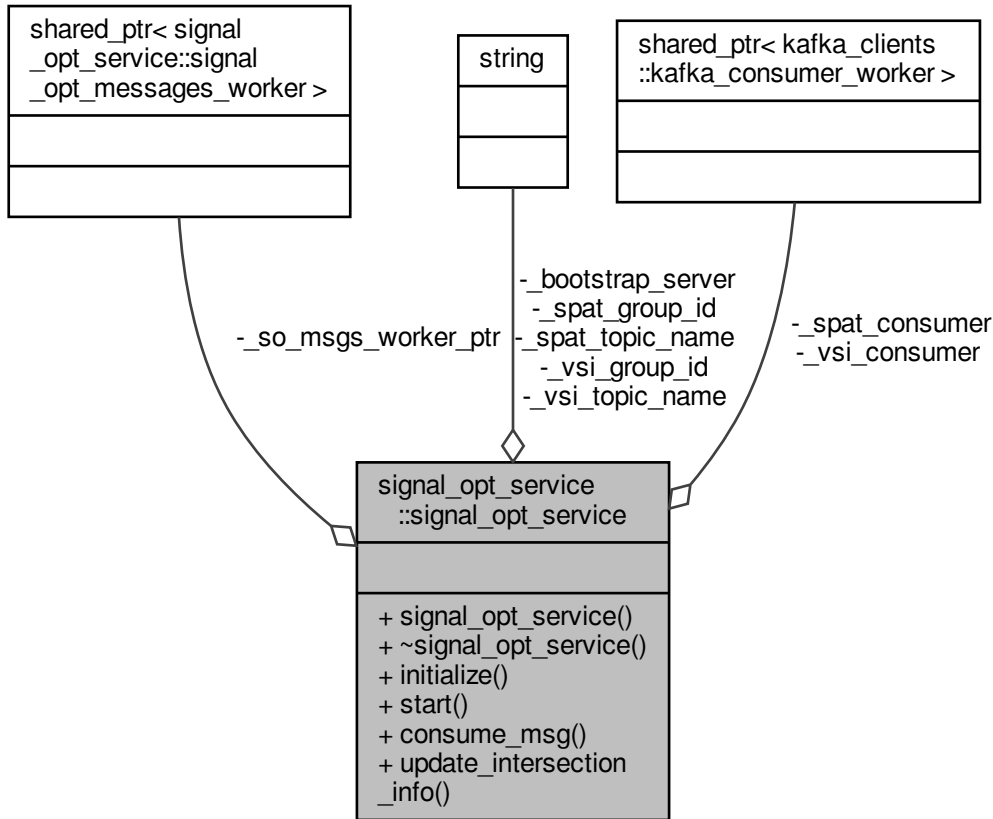 shared_ptr< signal
_opt_service::signal
_opt_messages_worker >
string
shared_ptr< kafka_clients
::kafka_consumer_worker >
-_so_msgs_worker_ptr
-_bootstrap_server
-_spat_group_id
-_spat_topic_name
-_vsi_group_id
-_vsi_topic_name
-_spat_consumer
-_vsi_consumer
signal_opt_service
::signal_opt_service
+ signal_opt_service()
+ ~signal_opt_service()
+ initialize()
+ start()
+ consume_msg()
+ update_intersection
_info()